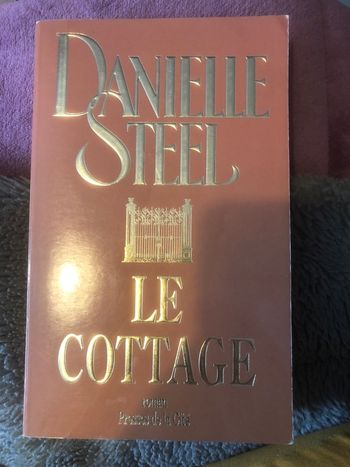 DANIELLE
STEEL
LE
COTTAGE
roman
Presses de la Cité